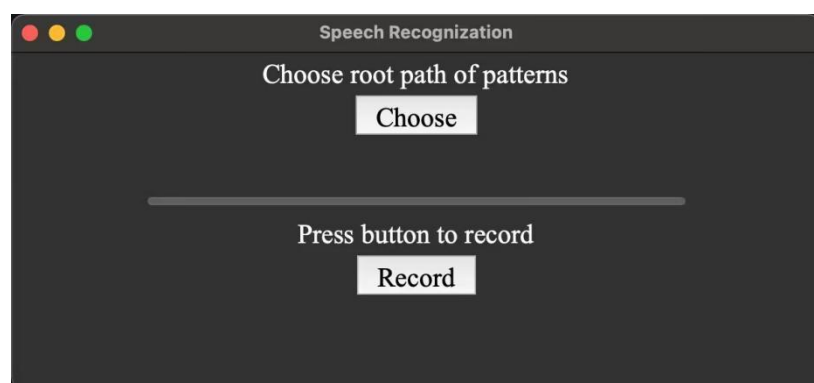 Speech Recognization
Choose root path of patterns
Choose
Press button to record
Record